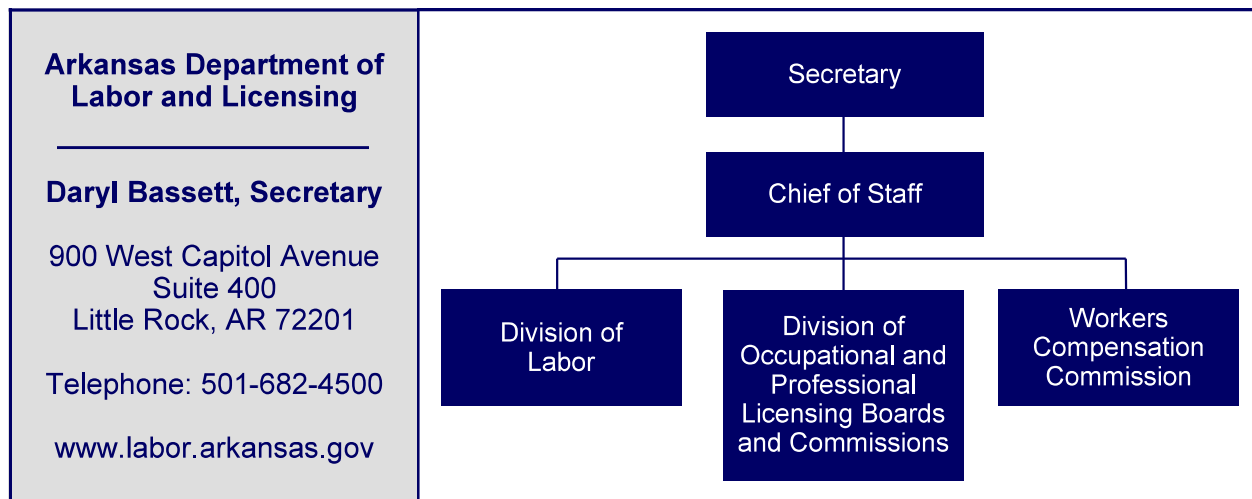 Arkansas Department of
Labor and Licensing
Daryl Bassett, Secretary
900 West Capitol Avenue
Suite 400
Little Rock, AR 72201
Telephone: 501-682-4500
www.labor.arkansas.gov
Secretary
Chief of Staff
Division of
Labor
Division of
Occupational and
Professional
Licensing Boards
and Commissions
Workers
Compensation
Commission